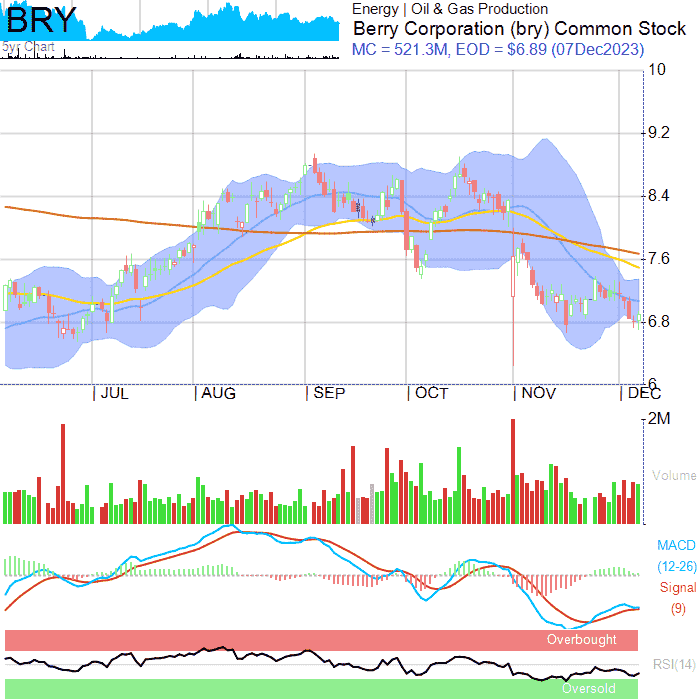 BRY
5yr Chart
Energy | Oil & Gas Production
Berry Corporation (bry) Common Stock
MC = 521.3M, EOD = $6.89 (07Dec2023)
10
9.2
8.4
7.6
6.8
6
JUL AUG SEP OCT NOV DEC
2M
Volume
MACD
(12-26)
Signal
(9)
Overbought
RSI(14)
Oversold